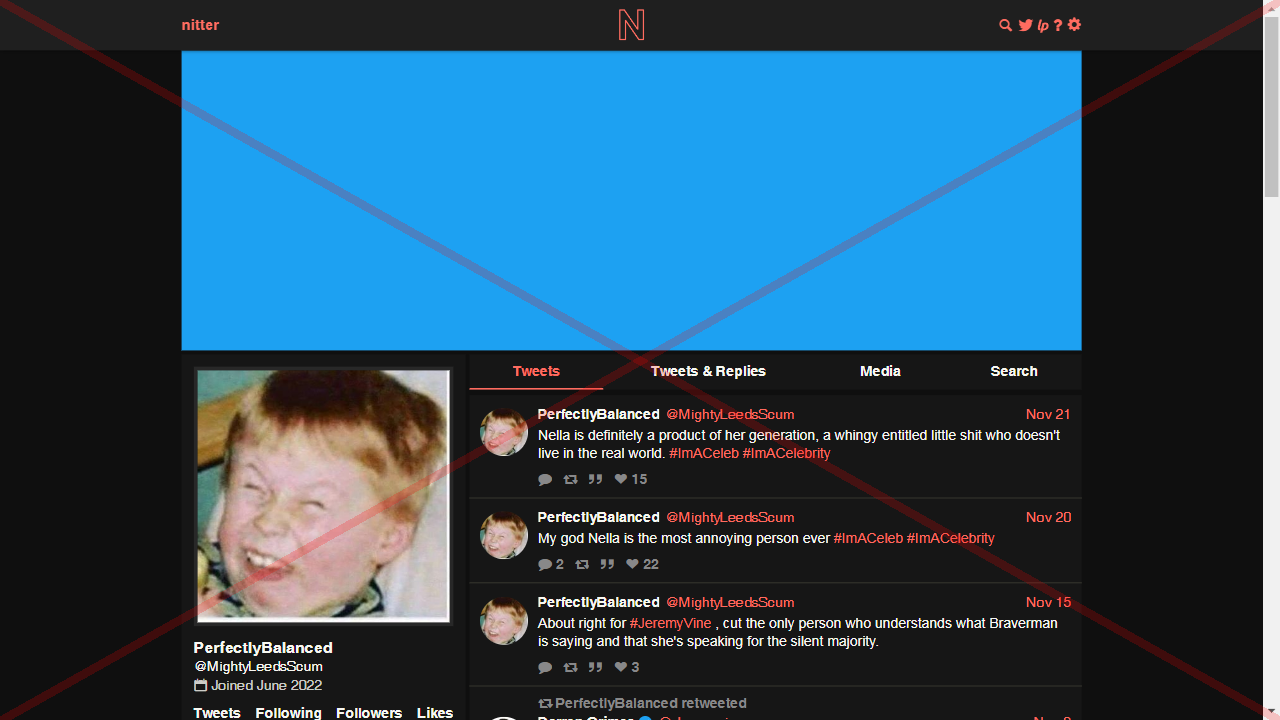 nitter
N
lp ?
Tweets
Tweets & Replies
Media
Search
PerfectlyBalanced @MightyLeedsScum Nov 21
Nella is definitely a product of her generation, a whingy entitled little shit who doesn't
live in the real world. #ImACeleb #ImACelebrity
15
PerfectlyBalanced @MightyLeedsScum Nov 20
My god Nella is the most annoying person ever #ImACeleb #ImACelebrity
2 22
PerfectlyBalanced @MightyLeedsScum Nov 15
About right for #JeremyVine , cut the only person who understands what Braverman
is saying and that she's speaking for the silent majority.
3
PerfectlyBalanced retweeted
PerfectlyBalanced
@MightyLeedsScum
Joined June 2022
Tweets Following Followers Likes